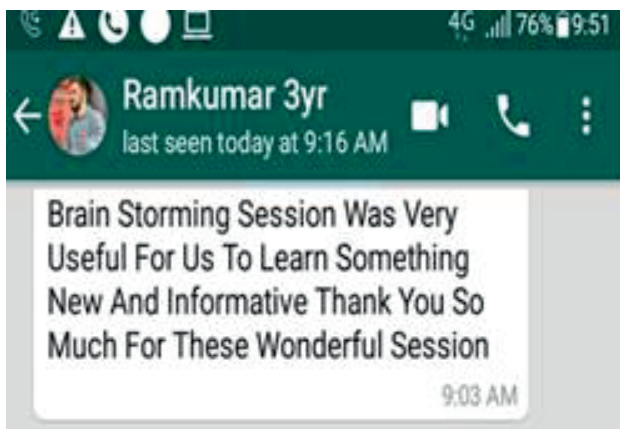 4G 76% 9:51
Ramkumar 3yr
last seen today at 9:16 AM
Brain Storming Session Was Very
Useful For Us To Learn Something
New And Informative Thank You So
Much For These Wonderful Session
9:03 AM